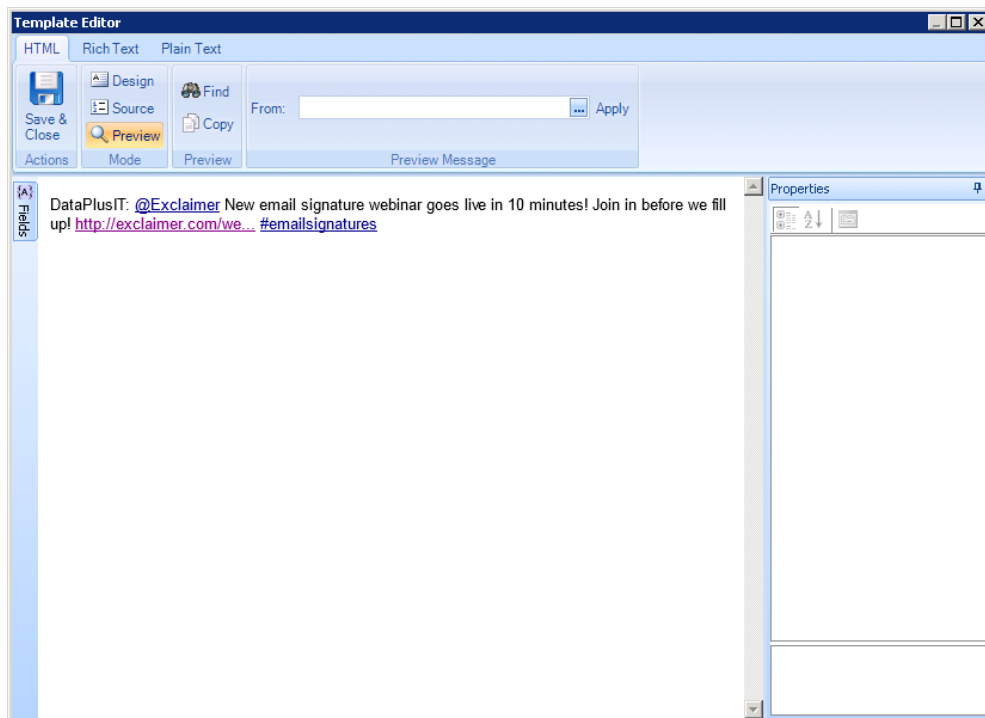 Template Editor
HTML Rich Text Plain Text
Save & Close
Actions
Design
Source
Preview
Mode
Find
Copy
Preview
From: ... Apply
Preview Message
{A} Fields
DataPlusIT: @Exclaimer New email signature webinar goes live in 10 minutes! Join in before we fill
up! http://exclaimer.com/we... #emailsignatures
Properties